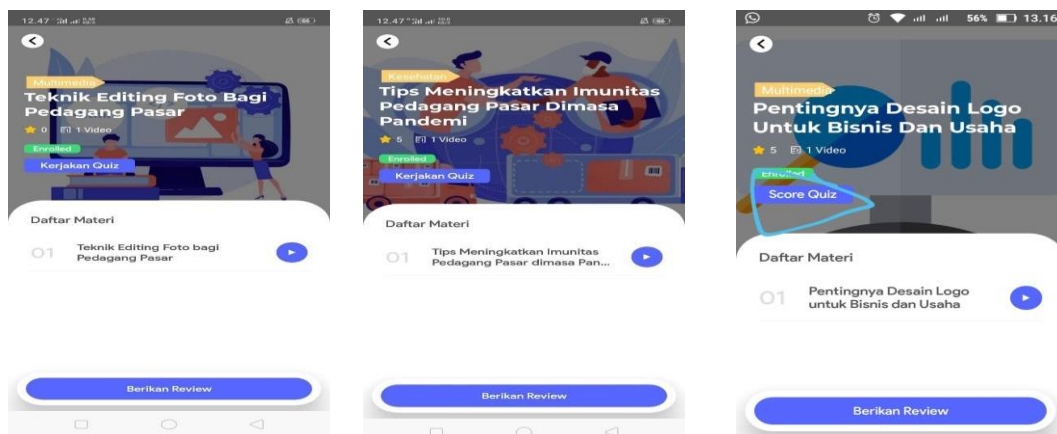 12.47
Multimedia
Teknik Editing Foto Bagi
Pedagang Pasar
0 1 Video
Enrolled
Kerjakan Quiz
Daftar Materi
01
Teknik Editing Foto bagi
Pedagang Pasar
Berikan Review
12.47
Kesehatan
Tips Meningkatkan Imunitas
Pedagang Pasar Dimasa
Pandemi
5 1 Video
Enrolled
Kerjakan Quiz
Daftar Materi
01
Tips Meningkatkan Imunitas
Pedagang Pasar dimasa Pan...
Berikan Review
56% 13.16
Multimedia
Pentingnya Desain Logo
Untuk Bisnis Dan Usaha
5 1 Video
Enrolled
Score Quiz
Daftar Materi
01
Pentingnya Desain Logo
untuk Bisnis dan Usaha
Berikan Review